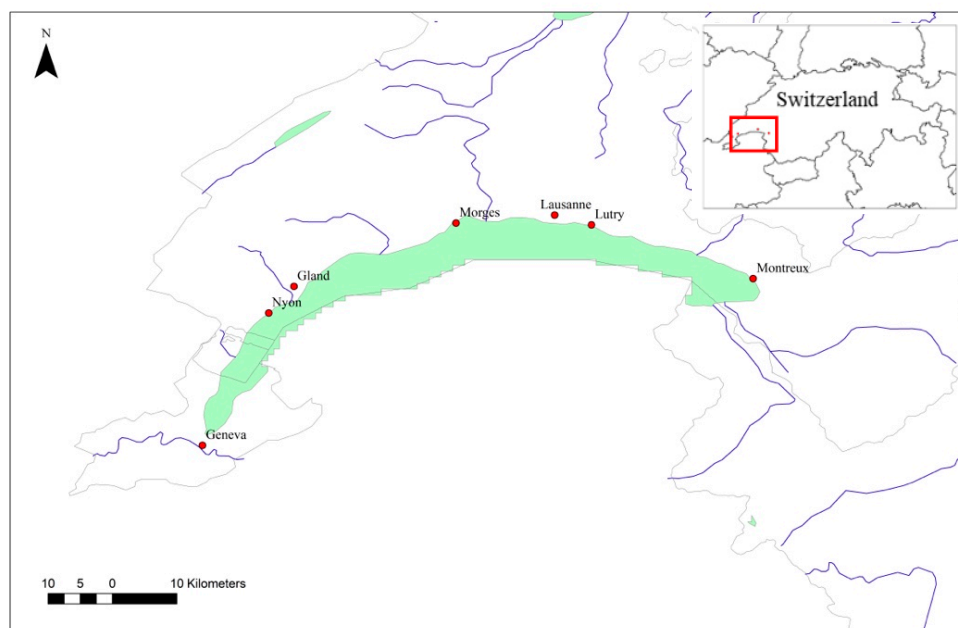 N
Switzerland
Lausanne
Morges
Lutry
Montreux
Gland
Nyon
Geneva
10 5 0 10 Kilometers